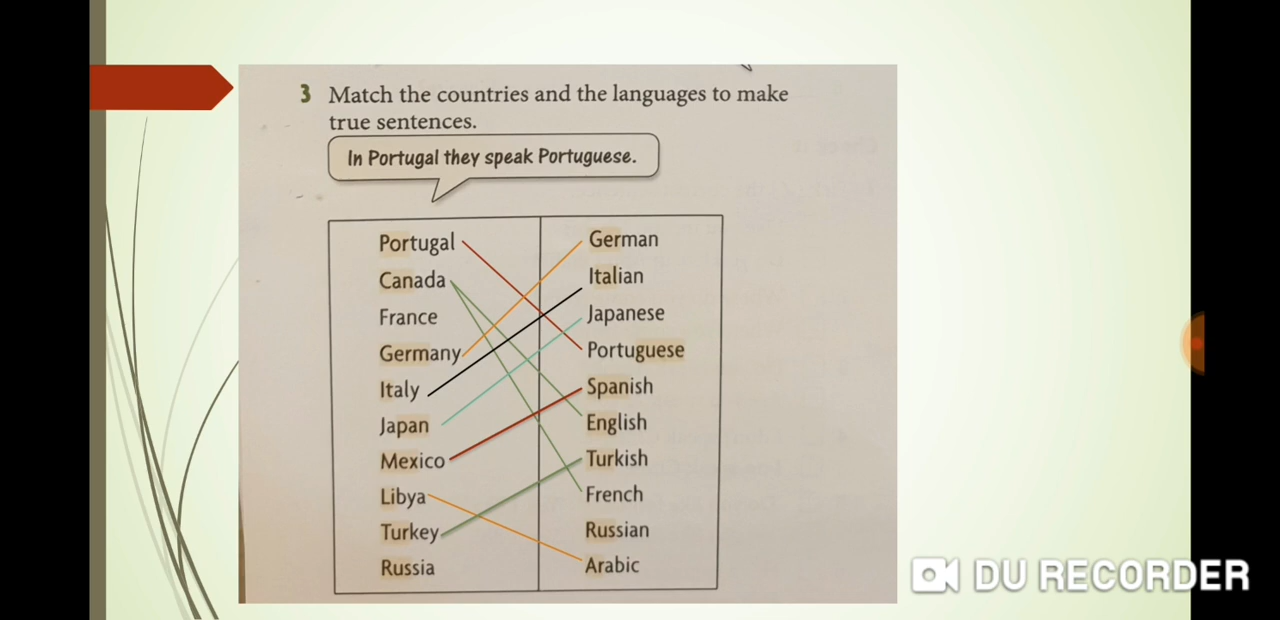 3 Match the countries and the languages to make
true sentences.
In Portugal they speak Portuguese.
Portugal German
Canada Italian
France Japanese
Germany Portuguese
Italy Spanish
Japan English
Mexico Turkish
Libya French
Turkey Russian
Russia Arabic
DU RECORDER